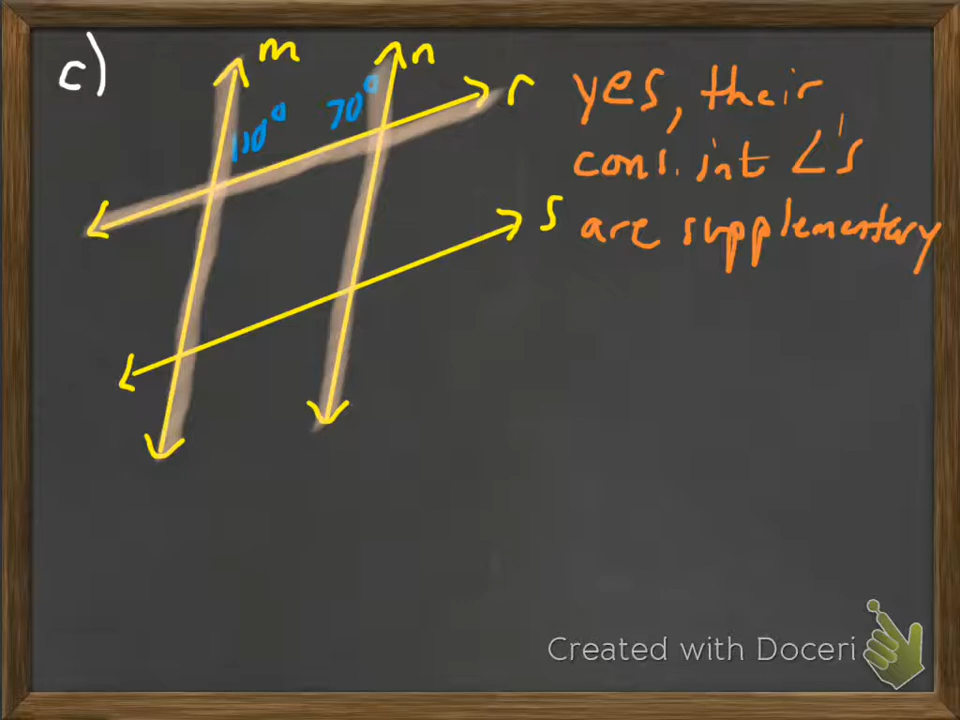 c)
m
n
r
110°
70°
s
yes, their
cons. int ∠'s
are supplementary
Created with Doceri